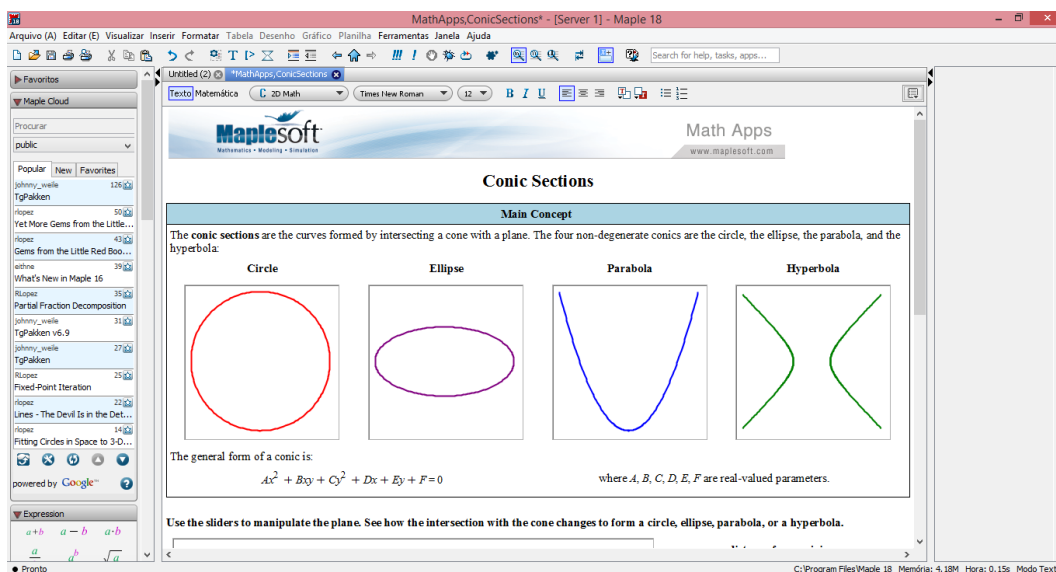 MathApps,ConicSections* - [Server 1] - Maple 18
Arquivo (A) Editar (E) Visualizar Inserir Formatar Tabela Desenho Gráfico Planilha Ferramentas Janela Ajuda
Search for help, tasks, apps...
Favoritos
Untitled (2) *MathApps,ConicSections
Texto Matemática C 2D Math Times New Roman 12 B I U
Maple Cloud
Procurar
public
Popular New Favorites
johnny_weile 126
TgPakken
rlopez 50
Yet More Gems from the Little...
rlopez 43
Gems from the Little Red Boo...
eithne 39
What's New in Maple 16
RLopez 35
Partial Fraction Decomposition
johnny_weile 31
TgPakken v6.9
johnny_weile 27
TgPakken
RLopez 25
Fixed-Point Iteration
rlopez 22
Lines - The Devil Is in the Det...
rlopez 14
Fitting Circles in Space to 3-D...
powered by Google™
Expression
a+b a − b a·b
a a^b √a
Maplesoft
Mathematics • Modeling • Simulation
Math Apps
www.maplesoft.com
Conic Sections
Main Concept
The conic sections are the curves formed by intersecting a cone with a plane. The four non-degenerate conics are the circle, the ellipse, the parabola, and the
hyperbola:
Circle Ellipse Parabola Hyperbola
The general form of a conic is:
Ax² + Bxy + Cy² + Dx + Ey + F = 0 where A, B, C, D, E, F are real-valued parameters.
Use the sliders to manipulate the plane. See how the intersection with the cone changes to form a circle, ellipse, parabola, or a hyperbola.
Pronto
C:\Program Files\Maple 18 Memória: 4.18M Hora: 0.15s Modo Text